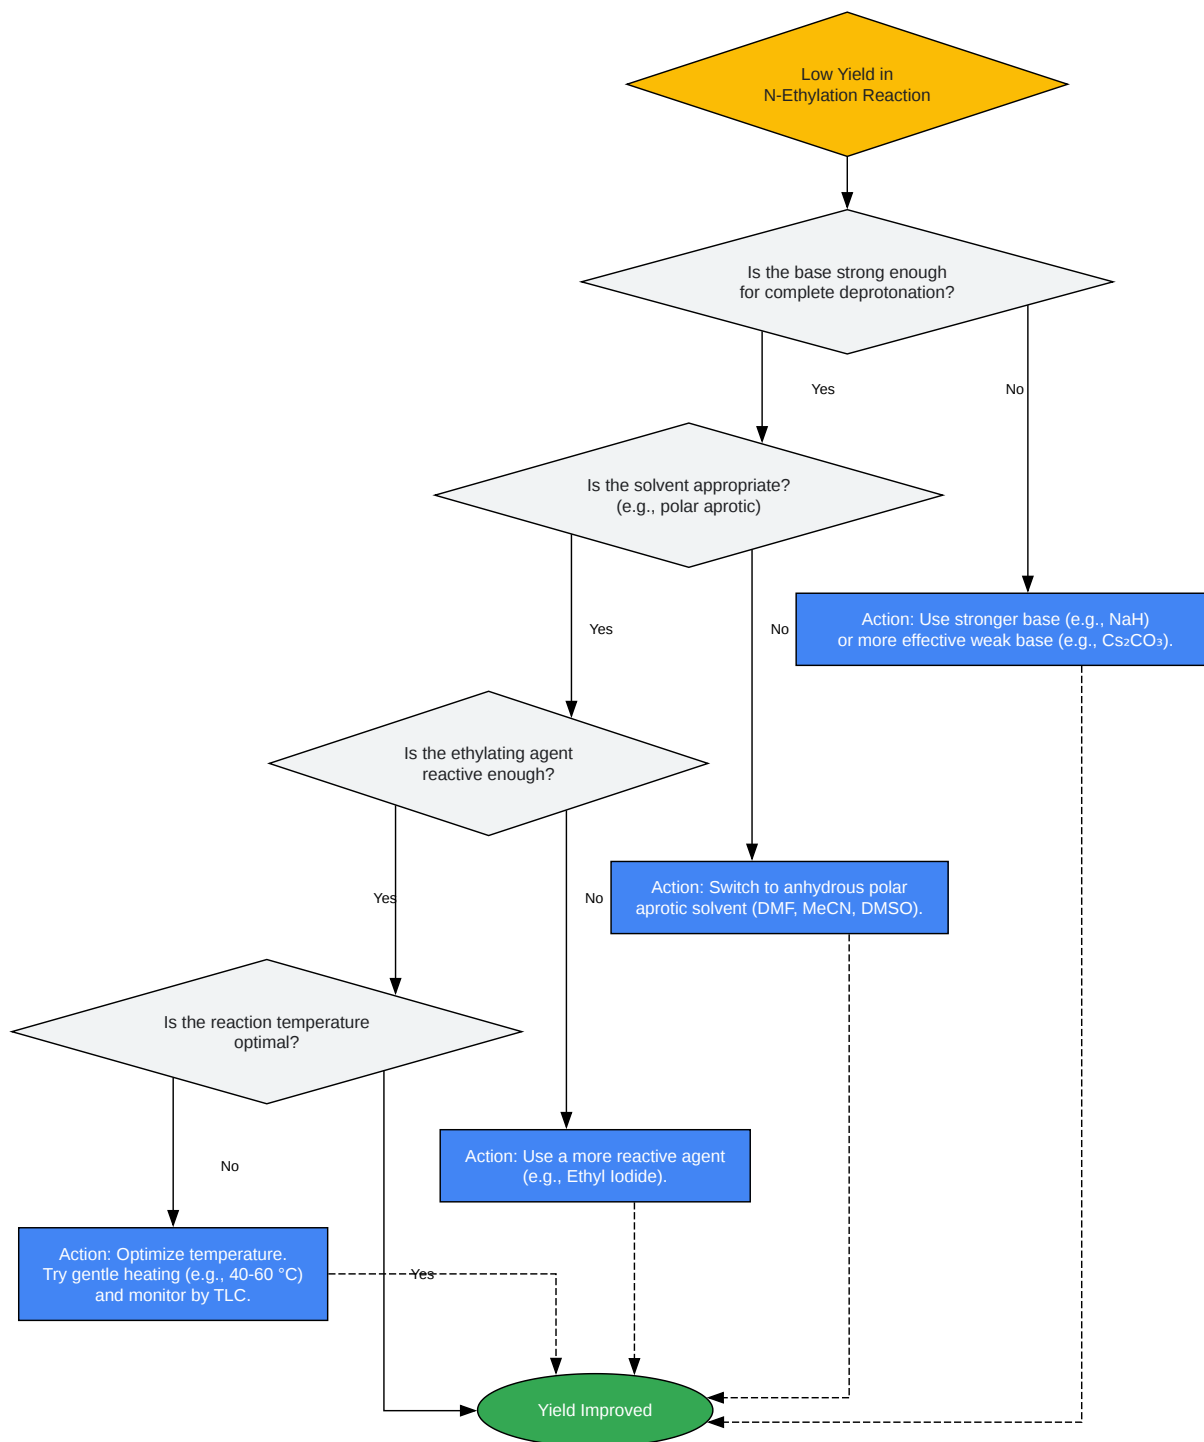 Low Yield in
N-Ethylation Reaction
Is the base strong enough
for complete deprotonation?
Yes
No
Is the solvent appropriate?
(e.g., polar aprotic)
Action: Use stronger base (e.g., NaH)
or more effective weak base (e.g., Cs₂CO₃).
Yes
No
Is the ethylating agent
reactive enough?
Action: Switch to anhydrous polar
aprotic solvent (DMF, MeCN, DMSO).
Yes
No
Is the reaction temperature
optimal?
Action: Use a more reactive agent
(e.g., Ethyl Iodide).
No
Action: Optimize temperature.
Try gentle heating (e.g., 40-60 °C)
and monitor by TLC.
Yes
Yield Improved